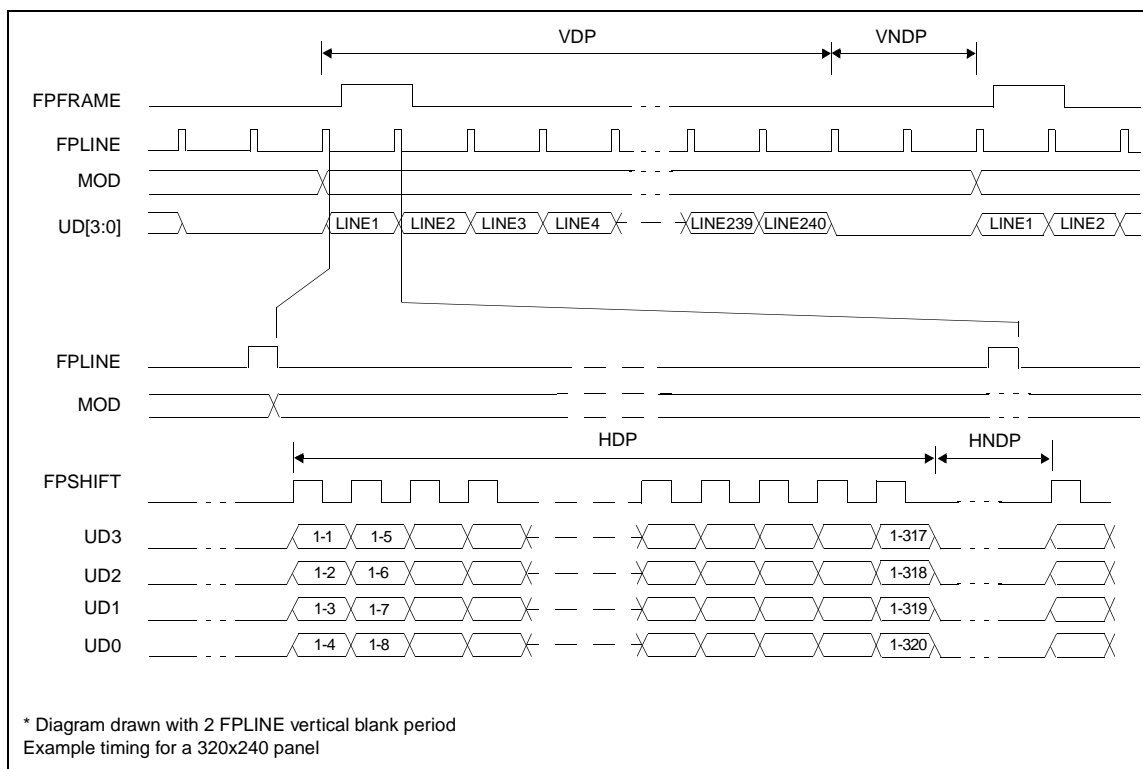 VDP VNDP
FPFRAME
FPLINE
MOD
UD[3:0] LINE1 LINE2 LINE3 LINE4 LINE239 LINE240 LINE1 LINE2
FPLINE
MOD
HDP HNDP
FPSHIFT
UD3 1-1 1-5 1-317
UD2 1-2 1-6 1-318
UD1 1-3 1-7 1-319
UD0 1-4 1-8 1-320
* Diagram drawn with 2 FPLINE vertical blank period
Example timing for a 320x240 panel